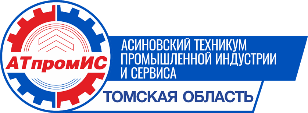 АТпромИС
АСИНОВСКИЙ ТЕХНИКУМ
ПРОМЫШЛЕННОЙ ИНДУСТРИИ
И СЕРВИСА
ТОМСКАЯ ОБЛАСТЬ